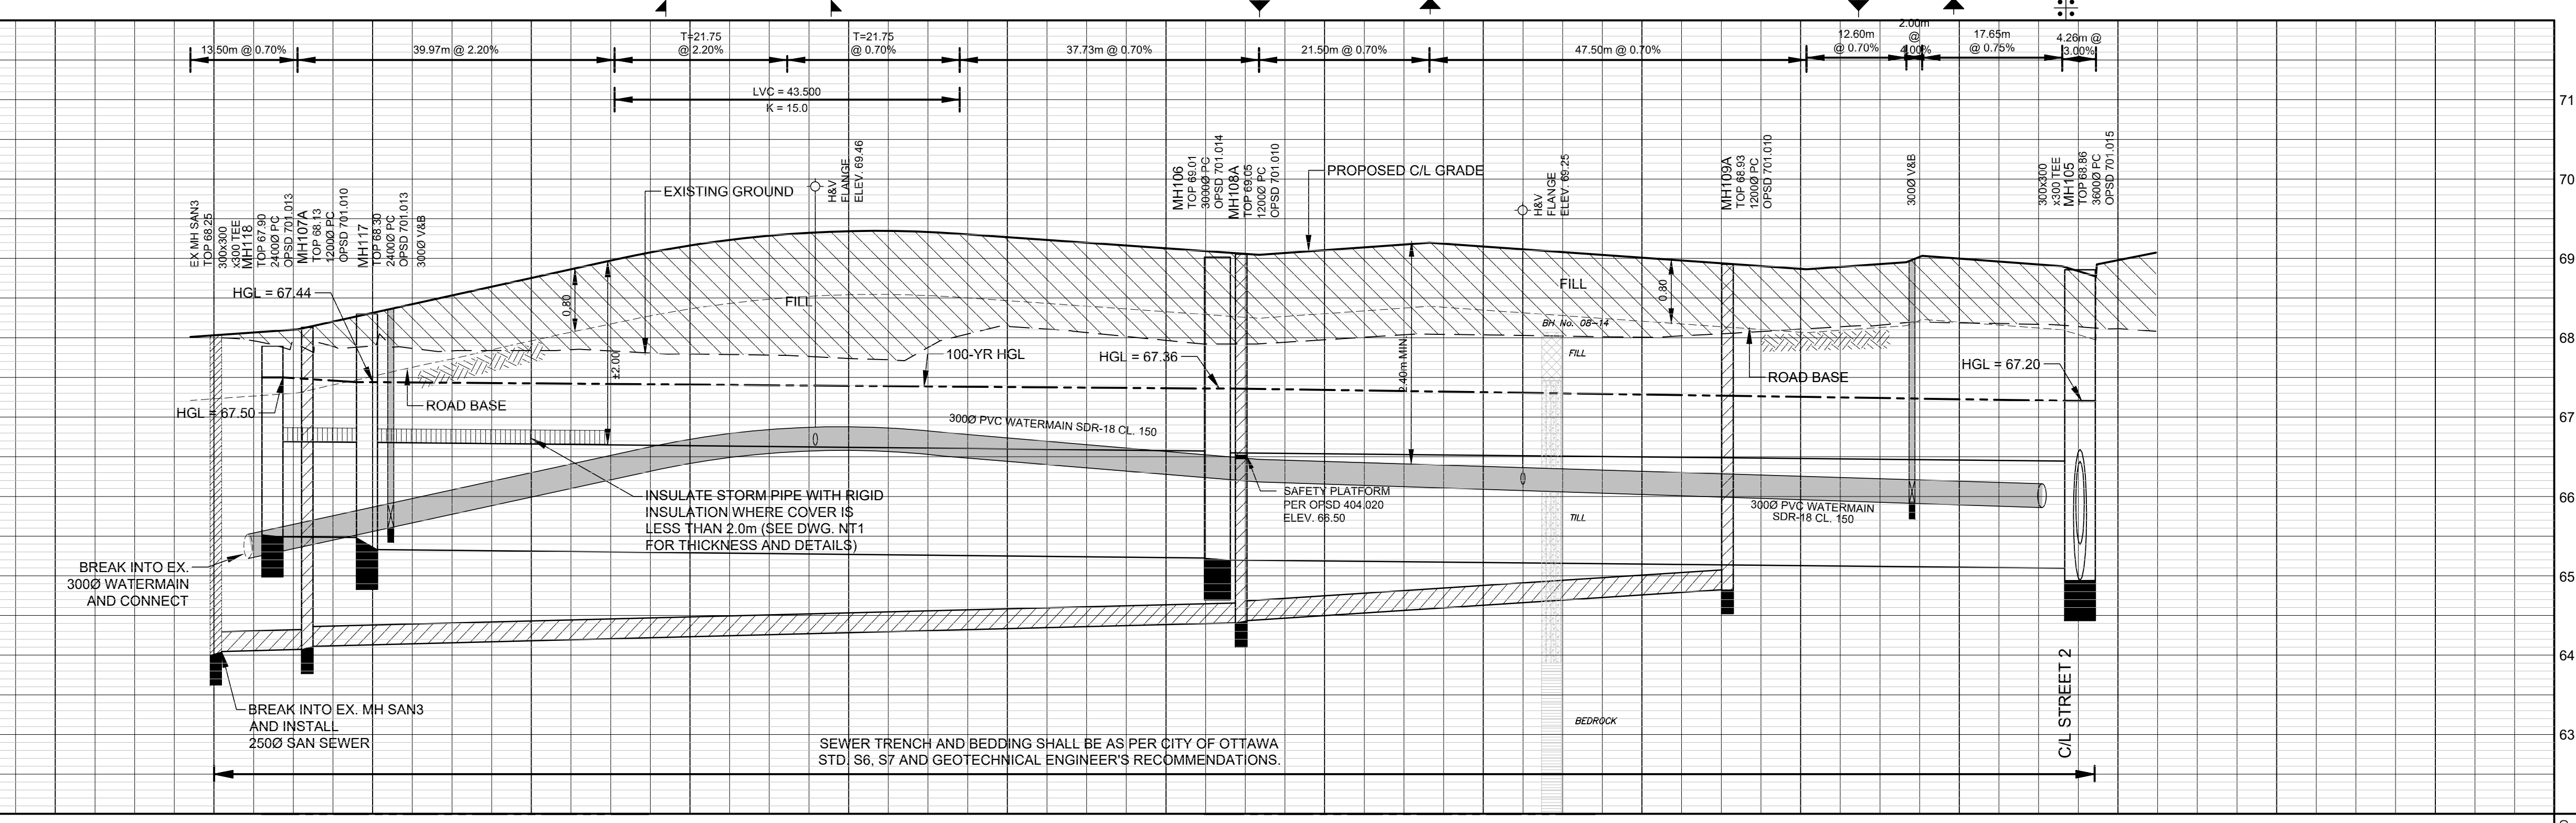 13.50m @ 0.70%
39.97m @ 2.20%
T=21.75
@ 2.20%
T=21.75
@ 0.70%
37.73m @ 0.70%
21.50m @ 0.70%
47.50m @ 0.70%
12.60m
@ 0.70%
2.00m
@
4.00%
17.65m
@ 0.75%
4.26m @
3.00%
LVC = 43.500
K = 15.0
71
70
69
68
67
66
65
64
63
EX MH SAN3
TOP 68.25
300x300
x300 TEE
MH118
TOP 67.90
2400Ø PC
OPSD 701.013
MH107A
TOP 68.13
1200Ø PC
OPSD 701.010
MH117
TOP 68.30
2400Ø PC
OPSD 701.013
300Ø V&B
EXISTING GROUND
H&V
FLANGE
ELEV. 69.46
MH106
TOP 69.01
3000Ø PC
OPSD 701.014
MH108A
TOP 69.05
1200Ø PC
OPSD 701.010
PROPOSED C/L GRADE
H&V
FLANGE
ELEV. 69.25
MH109A
TOP 68.93
1200Ø PC
OPSD 701.010
300Ø V&B
300x300
x300 TEE
MH105
TOP 68.86
3600Ø PC
OPSD 701.015
HGL = 67.44
0.80
FILL
FILL
0.80
BH No. 08-14
FILL
±2.00
100-YR HGL
HGL = 67.36
2.40m MIN.
HGL = 67.20
ROAD BASE
HGL = 67.50
ROAD BASE
300Ø PVC WATERMAIN SDR-18 CL. 150
INSULATE STORM PIPE WITH RIGID
INSULATION WHERE COVER IS
LESS THAN 2.0m (SEE DWG. NT1
FOR THICKNESS AND DETAILS)
SAFETY PLATFORM
PER OPSD 404.020
ELEV. 66.50
TILL
300Ø PVC WATERMAIN
SDR-18 CL. 150
BREAK INTO EX.
300Ø WATERMAIN
AND CONNECT
BREAK INTO EX. MH SAN3
AND INSTALL
250Ø SAN SEWER
BEDROCK
C/L STREET 2
SEWER TRENCH AND BEDDING SHALL BE AS PER CITY OF OTTAWA
STD. S6, S7 AND GEOTECHNICAL ENGINEER'S RECOMMENDATIONS.